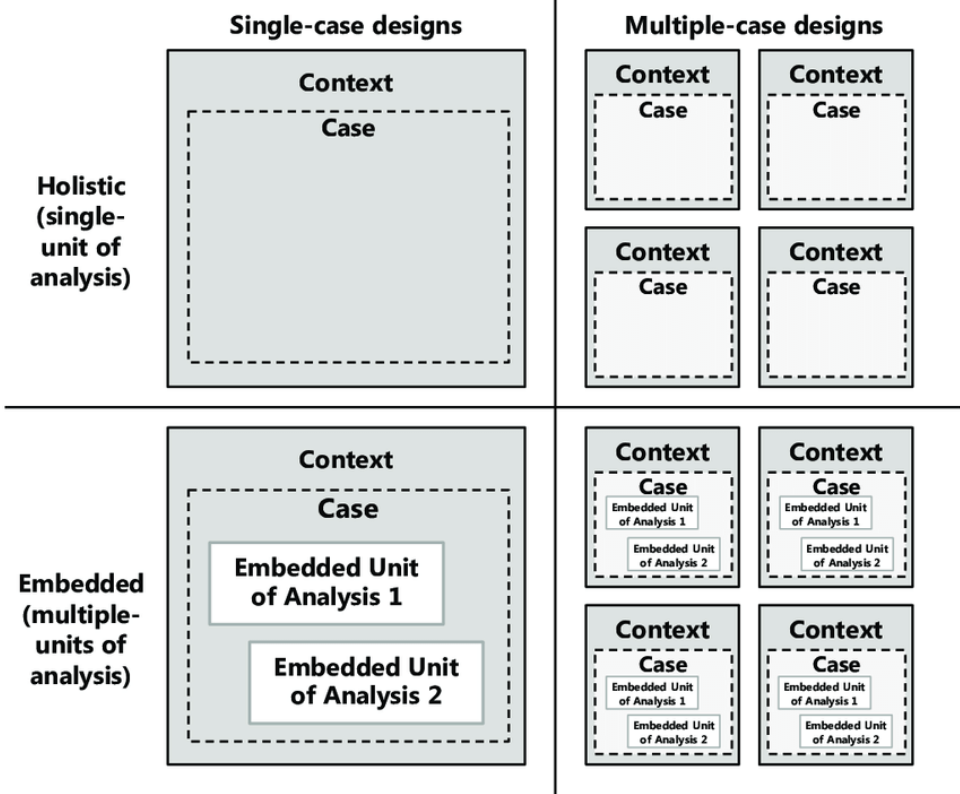 Single-case designs
Multiple-case designs
Holistic
(single-
unit of
analysis)
Context
Case
Context
Case
Context
Case
Context
Case
Context
Case
Embedded
(multiple-
units of
analysis)
Context
Case
Embedded Unit
of Analysis 1
Embedded Unit
of Analysis 2
Context
Case
Embedded Unit
of Analysis 1
Embedded Unit
of Analysis 2
Context
Case
Embedded Unit
of Analysis 1
Embedded Unit
of Analysis 2
Context
Case
Embedded Unit
of Analysis 1
Embedded Unit
of Analysis 2
Context
Case
Embedded Unit
of Analysis 1
Embedded Unit
of Analysis 2